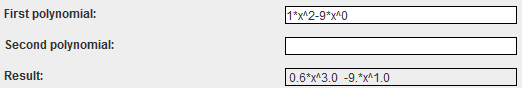 First polynomial: 1*x^2-9*x^0
Second polynomial:
Result: 0.6*x^3.0 -9.*x^1.0